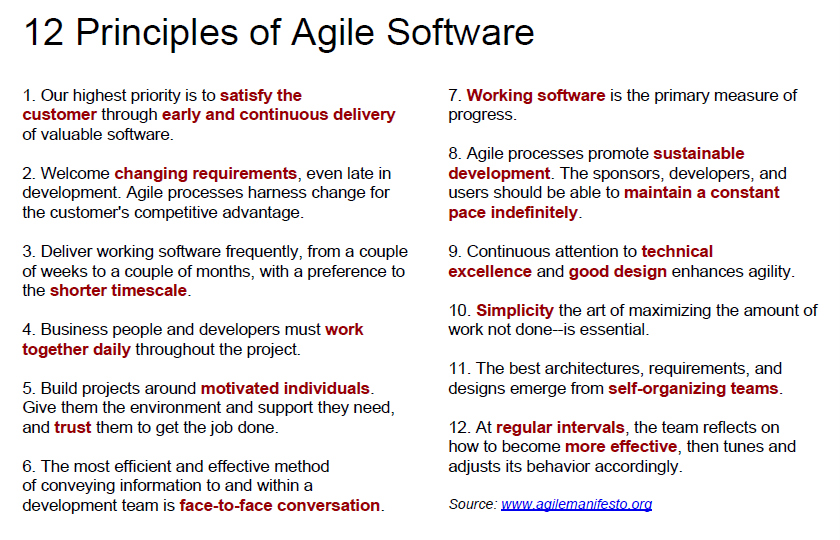 12 Principles of Agile Software
1. Our highest priority is to satisfy the
customer through early and continuous delivery
of valuable software.
2. Welcome changing requirements, even late in
development. Agile processes harness change for
the customer's competitive advantage.
3. Deliver working software frequently, from a couple
of weeks to a couple of months, with a preference to
the shorter timescale.
4. Business people and developers must work
together daily throughout the project.
5. Build projects around motivated individuals.
Give them the environment and support they need,
and trust them to get the job done.
6. The most efficient and effective method
of conveying information to and within a
development team is face-to-face conversation.
7. Working software is the primary measure of
progress.
8. Agile processes promote sustainable
development. The sponsors, developers, and
users should be able to maintain a constant
pace indefinitely.
9. Continuous attention to technical
excellence and good design enhances agility.
10. Simplicity the art of maximizing the amount of
work not done--is essential.
11. The best architectures, requirements, and
designs emerge from self-organizing teams.
12. At regular intervals, the team reflects on
how to become more effective, then tunes and
adjusts its behavior accordingly.
Source: www.agilemanifesto.org